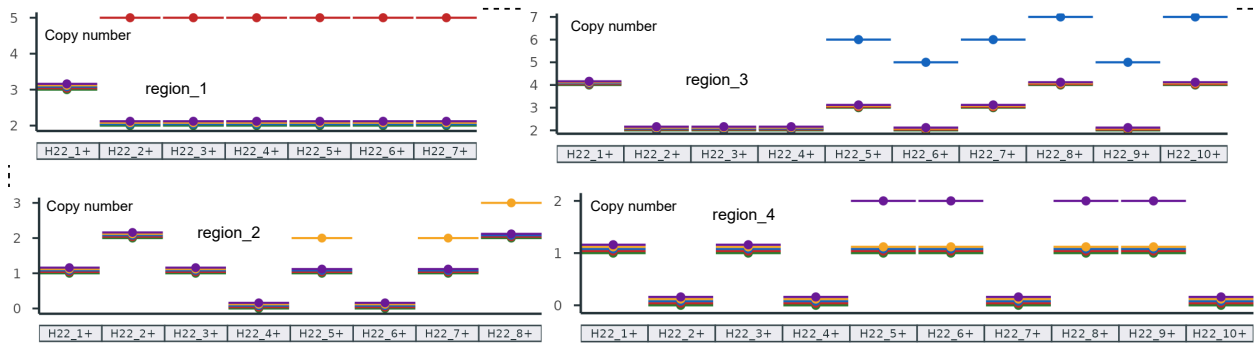 5
Copy number
4
region_1
3
2
H22_1+ H22_2+ H22_3+ H22_4+ H22_5+ H22_6+ H22_7+
7
Copy number
6
5
region_3
4
3
2
H22_1+ H22_2+ H22_3+ H22_4+ H22_5+ H22_6+ H22_7+ H22_8+ H22_9+ H22_10+
3
Copy number
region_2
2
1
0
H22_1+ H22_2+ H22_3+ H22_4+ H22_5+ H22_6+ H22_7+ H22_8+
2
Copy number
region_4
1
0
H22_1+ H22_2+ H22_3+ H22_4+ H22_5+ H22_6+ H22_7+ H22_8+ H22_9+ H22_10+